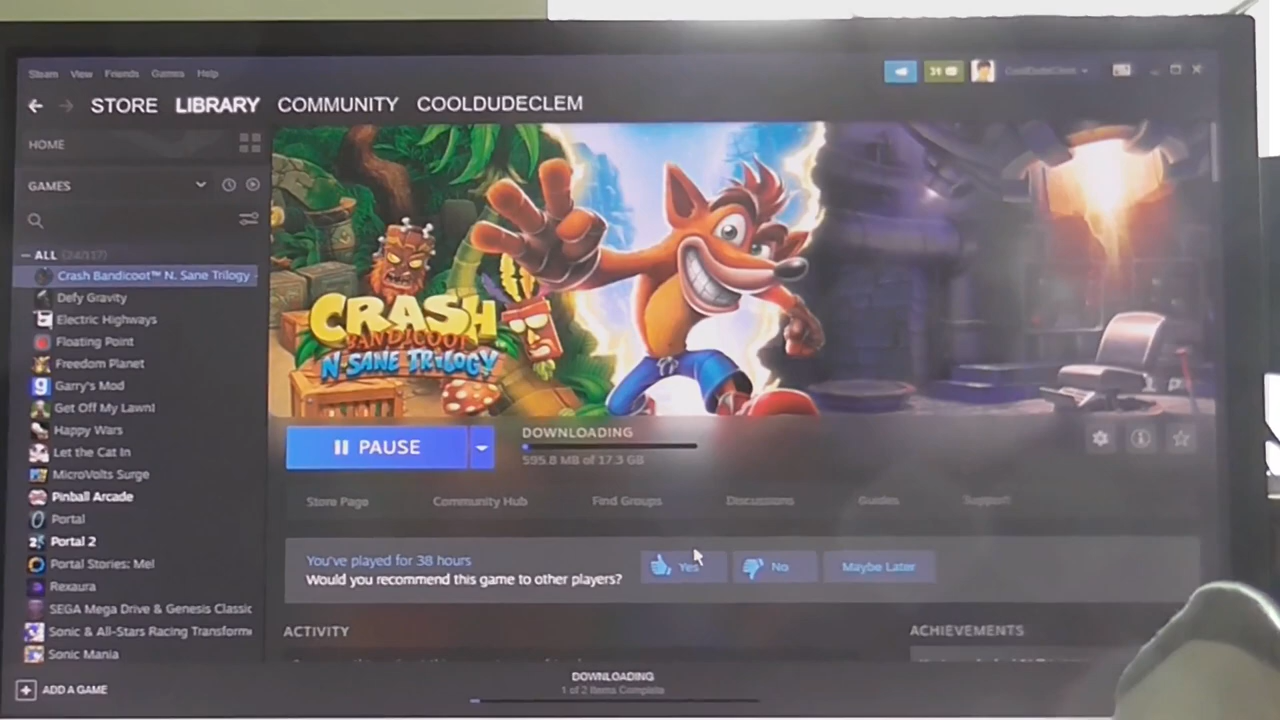 Steam View Friends Games Help
31
CoolDudeClem
STORE LIBRARY COMMUNITY COOLDUDECLEM
HOME
GAMES
ALL (24/117)
Crash Bandicoot™ N. Sane Trilogy -
Defy Gravity
Electric Highways
Floating Point
Freedom Planet
Garry's Mod
Get Off My Lawn!
Happy Wars
Let the Cat In
MicroVolts Surge
Pinball Arcade
Portal
Portal 2
Portal Stories: Mel
Rexaura
SEGA Mega Drive & Genesis Classic
Sonic & All-Stars Racing Transform
Sonic Mania
ADD A GAME
CRASH
BANDICOOT
N. SANE TRILOGY
PAUSE
DOWNLOADING
595.8 MB of 17.3 GB
Store Page Community Hub Find Groups Discussions Guides Support
You've played for 38 hours
Would you recommend this game to other players?
Yes No Maybe Later
ACTIVITY
ACHIEVEMENTS
DOWNLOADING
1 of 2 Items Complete